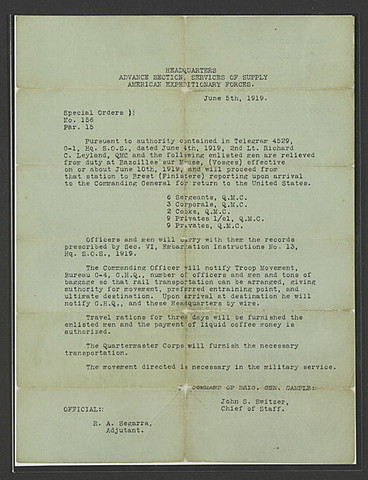 HEADQUARTERS
ADVANCE SECTION, SERVICES OF SUPPLY
AMERICAN EXPEDITIONARY FORCES.
June 5th, 1919.
Special Orders ):
No. 156
Par. 15
Pursuant to authority contained in Telegram 4529,
G-1, Hq. S.O.S., dated June 4th, 1919, 2nd Lt. Richard
C. Leyland, QMC and the following enlisted men are relieved
from duty at Bazoilles sur Meuse, (Vosges) effective
on or about June 10th, 1919, and will proceed from
that station to Brest (Finistere) reporting upon arrival
to the Commanding General for return to the United States.
6 Sergeants, Q.M.C.
3 Corporals, Q.M.C.
2 Cooks, Q.M.C.
9 Privates 1/cl, Q.M.C.
9 Privates, Q.M.C.
Officers and men will carry with them the records
prescribed by Sec. VI, Embarkation Instructions No. 13,
Hq. S.O.S., 1919.
The Commanding Officer will notify Troop Movement,
Bureau G-4, G.H.Q., number of officers and men and tons of
baggage so that rail transportation can be arranged, giving
authority for movement, preferred entraining point, and
ultimate destination. Upon arrival at destination he will
notify G.H.Q., and these Headquarters by wire.
Travel rations for three days will be furnished the
enlisted men and the payment of liquid coffee money is
authorized.
The Quartermaster Corps will furnish the necessary
transportation.
The movement directed is necessary in the military service.
COMMAND OF BRIG. GEN. SAMPLE:
John S. Switzer,
Chief of Staff.
OFFICIAL:
R. A. Segarra,
Adjutant.